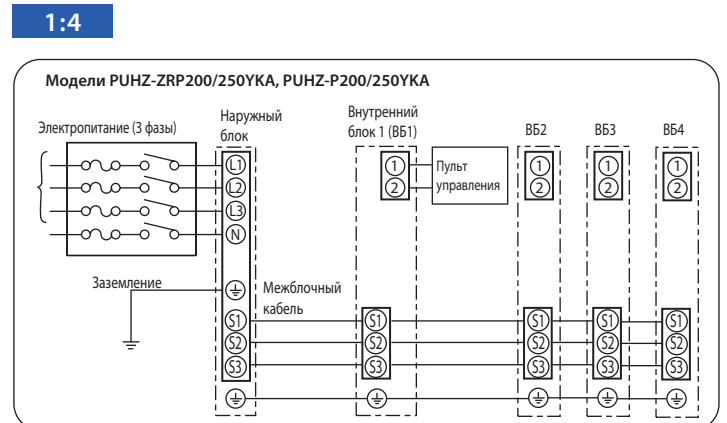 1:4
Модели PUHZ-ZRP200/250YKA, PUHZ-P200/250YKA
Электропитание (3 фазы)
Наружный
блок
Внутренний
блок 1 (ВБ1)
ВБ2
ВБ3
ВБ4
L1
L2
L3
N
1
2
Пульт
управления
1
2
1
2
1
2
Заземление
Межблочный
кабель
S1
S2
S3
S1
S2
S3
S1
S2
S3
S1
S2
S3
S1
S2
S3